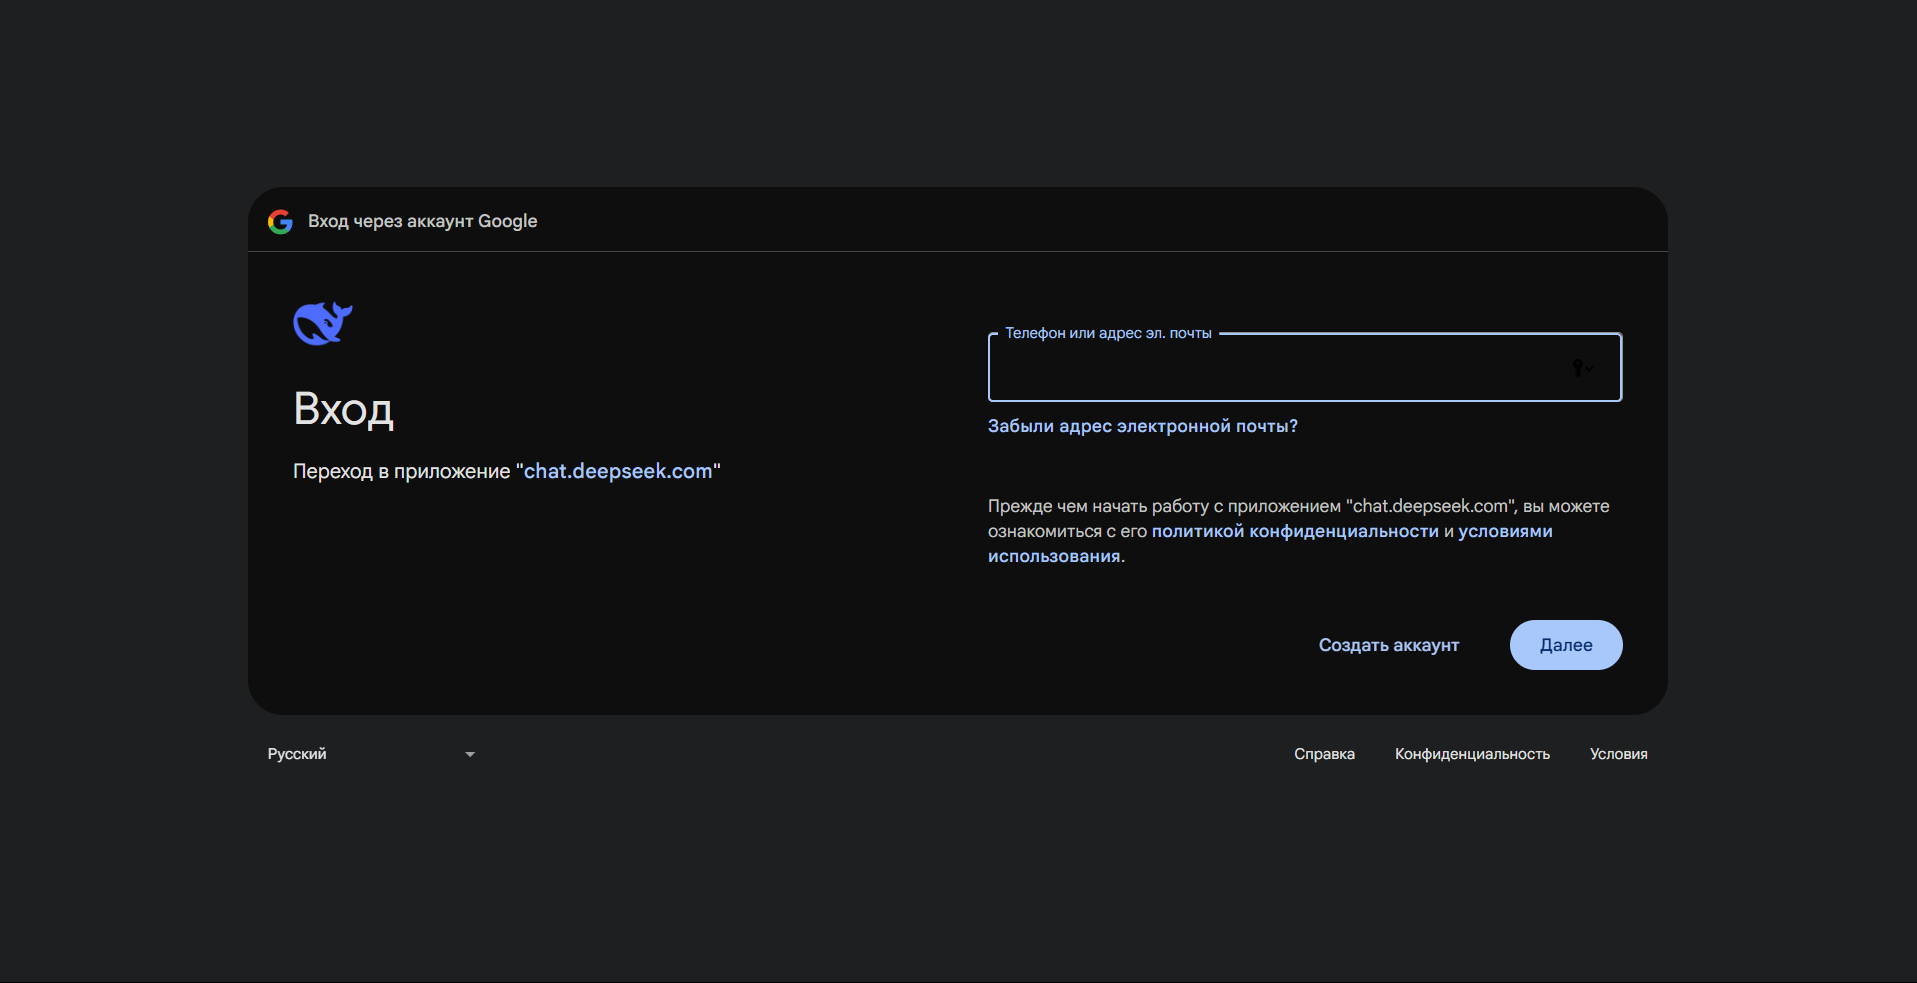 Вход через аккаунт Google
Вход
Переход в приложение "chat.deepseek.com"
Телефон или адрес эл. почты
Забыли адрес электронной почты?
Прежде чем начать работу с приложением "chat.deepseek.com", вы можете
ознакомиться с его политикой конфиденциальности и условиями
использования.
Создать аккаунт
Далее
Русский
Справка
Конфиденциальность
Условия